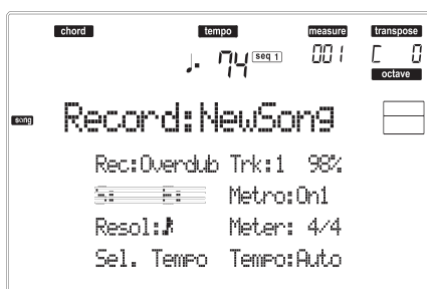 chord tempo measure transpose
♩. 74 seq 1 001 C 0
octave
song Record:NewSong
Rec:Overdub Trk:1 98%
S: E: Metro:On1
Resol:♪ Meter: 4/4
Sel. Tempo Tempo:Auto